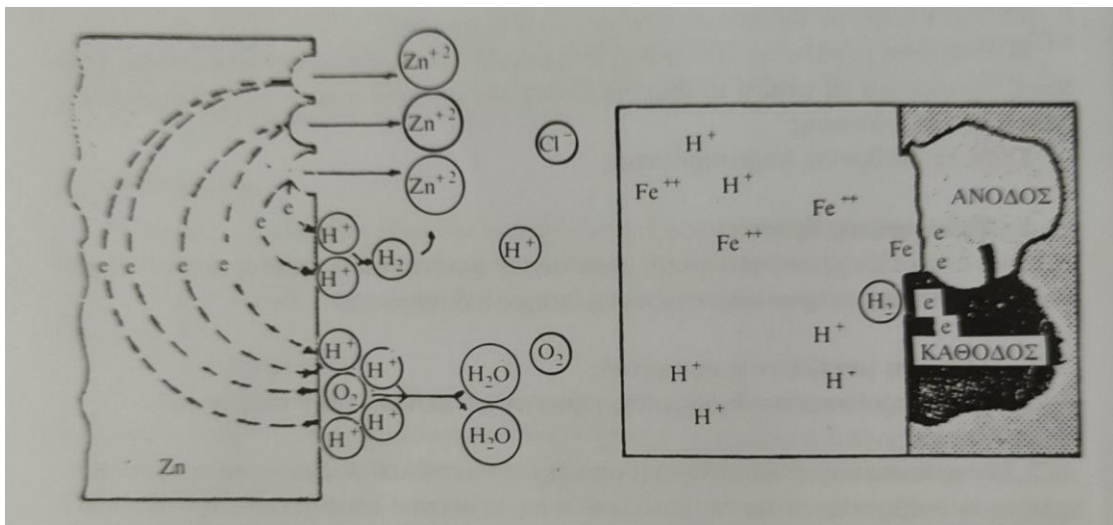 Zn⁺²
Zn⁺²
Zn⁺²
Cl⁻
e
H⁺
H₂
H⁺
H⁺
e e e e
H⁺
H⁺
O₂
O₂
H⁺
H⁺
H₂O
H₂O
Zn
H⁺
Fe⁺⁺ H⁺
Fe⁺⁺
Fe⁺⁺
ΑΝΟΔΟΣ
e
Fe e
H₂ e
e
H⁺
ΚΑΘΟΔΟΣ
H⁺ H⁺
H⁺